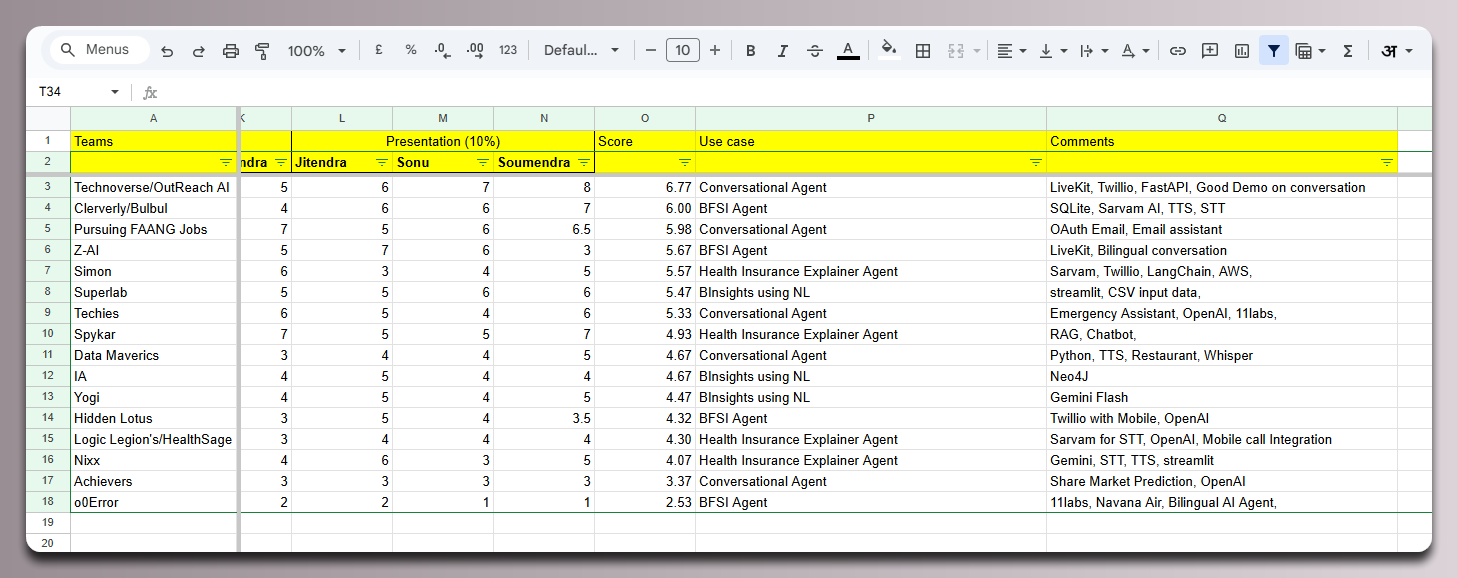 Menus 100% £ % .0 .00 123 Defaul... 10 B I A अ
T34 fx
A K L M N O P Q
1 Teams Presentation (10%) Score Use case Comments
2 ndra Jitendra Sonu Soumendra
3 Technoverse/OutReach AI 5 6 7 8 6.77 Conversational Agent LiveKit, Twillio, FastAPI, Good Demo on conversation
4 Clerverly/Bulbul 4 6 6 7 6.00 BFSI Agent SQLite, Sarvam AI, TTS, STT
5 Pursuing FAANG Jobs 7 5 6 6.5 5.98 Conversational Agent OAuth Email, Email assistant
6 Z-AI 5 7 6 3 5.67 BFSI Agent LiveKit, Bilingual conversation
7 Simon 6 3 4 5 5.57 Health Insurance Explainer Agent Sarvam, Twillio, LangChain, AWS,
8 Superlab 5 5 6 6 5.47 BInsights using NL streamlit, CSV input data,
9 Techies 6 5 4 6 5.33 Conversational Agent Emergency Assistant, OpenAI, 11labs,
10 Spykar 7 5 5 7 4.93 Health Insurance Explainer Agent RAG, Chatbot,
11 Data Maverics 3 4 4 5 4.67 Conversational Agent Python, TTS, Restaurant, Whisper
12 IA 4 5 4 4 4.67 BInsights using NL Neo4J
13 Yogi 4 5 4 5 4.47 BInsights using NL Gemini Flash
14 Hidden Lotus 3 5 4 3.5 4.32 BFSI Agent Twillio with Mobile, OpenAI
15 Logic Legion's/HealthSage 3 4 4 4 4.30 Health Insurance Explainer Agent Sarvam for STT, OpenAI, Mobile call Integration
16 Nixx 4 6 3 5 4.07 Health Insurance Explainer Agent Gemini, STT, TTS, streamlit
17 Achievers 3 3 3 3 3.37 Conversational Agent Share Market Prediction, OpenAI
18 o0Error 2 2 1 1 2.53 BFSI Agent 11labs, Navana Air, Bilingual AI Agent,
19
20